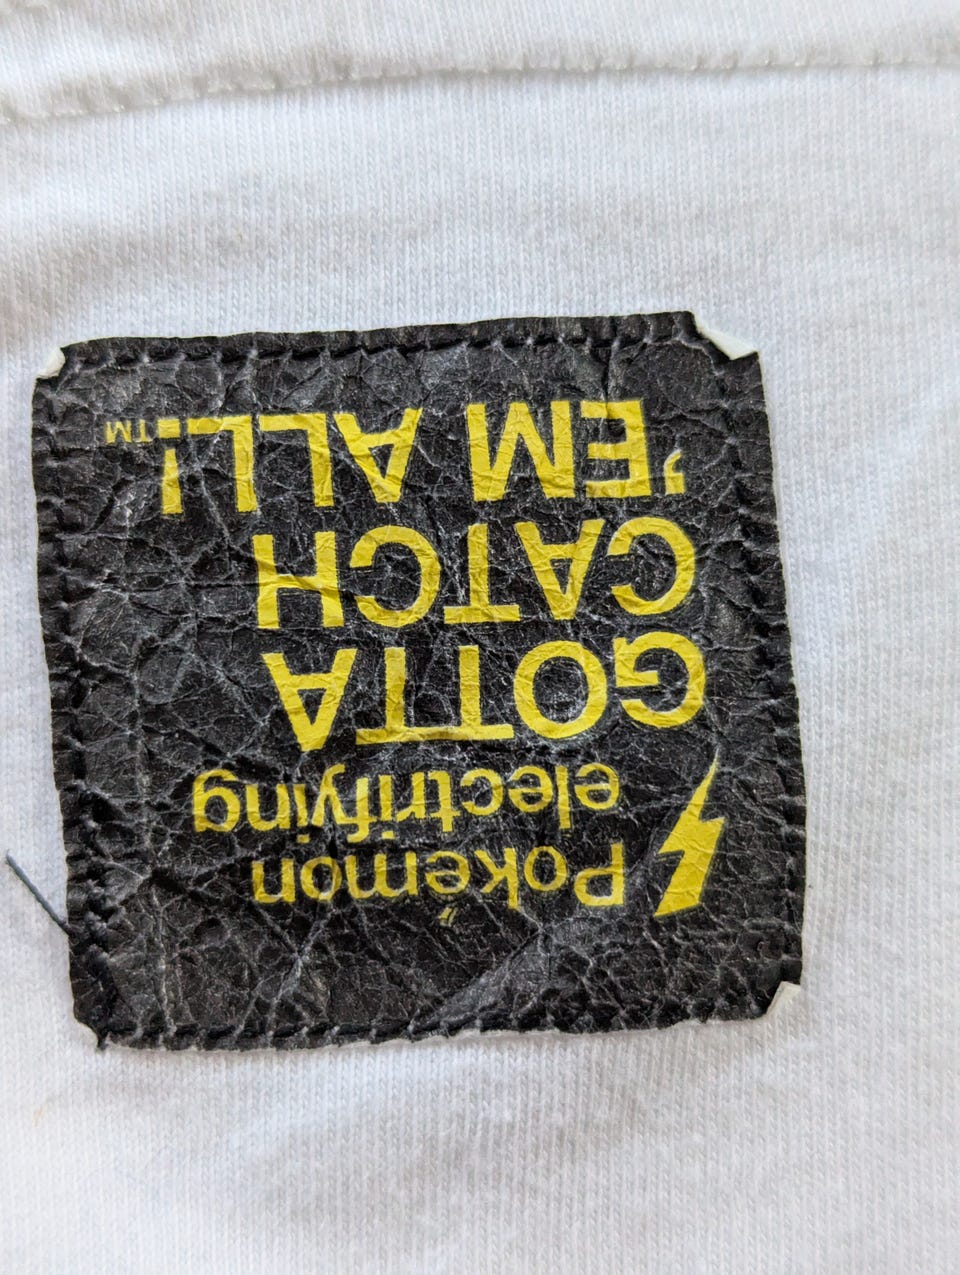 Pokémon
electrifying
GOTTA
CATCH
'EM ALL!™